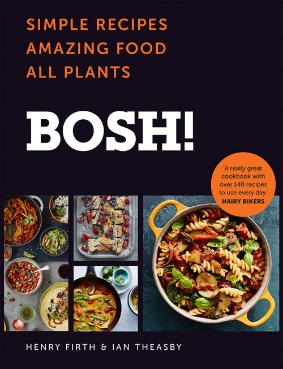 SIMPLE RECIPES
AMAZING FOOD
ALL PLANTS
BOSH!
'A really great
cookbook with
over 140 recipes
to use every day.'
HAIRY BIKERS
HENRY FIRTH & IAN THEASBY